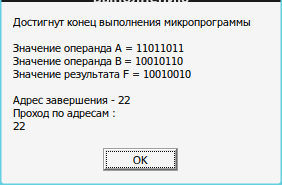 Достигнут конец выполнения микропрограммы
Значение операнда A = 11011011
Значение операнда B = 10010110
Значение результата F = 10010010
Адрес завершения - 22
Проход по адресам :
22
OK